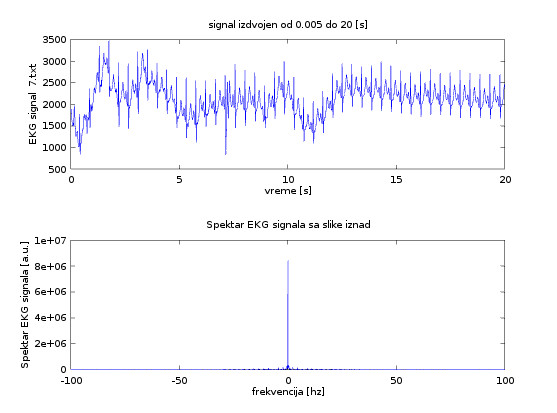 signal izdvojen od 0.005 do 20 [s]
3500
3000
2500
2000
1500
1000
500
EKG signal 7.txt
0
5
10
15
20
vreme [s]
Spektar EKG signala sa slike iznad
1e+07
8e+06
6e+06
4e+06
2e+06
0
Spektar EKG signala [a.u.]
-100
-50
0
50
100
frekvencija [hz]